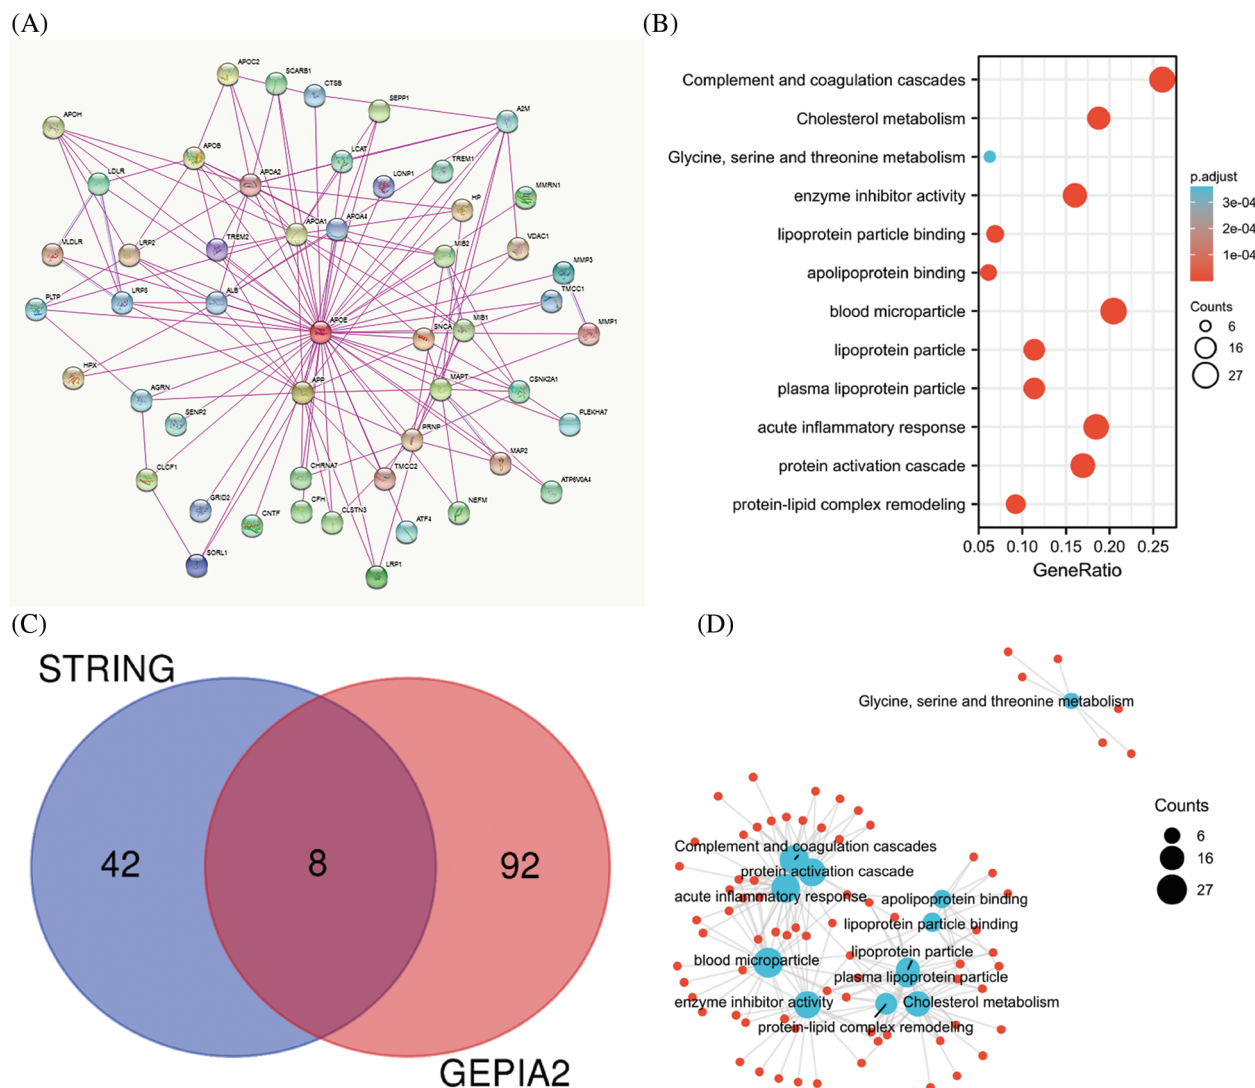 (A)
APOC2
SCARB1
CTSB
SEPP1
A2M
APOH
APOB
LCAT
TREM1
LDLR
APOA2
LONP1
MMRN1
HP
APOA1
APOA4
VLDLR
LRP2
TREM2
MIB2
VDAC1
MMP3
PLTP
ALB
TMCC1
APOE
SNCA
MIB1
MMP1
HPX
AGRN
APP
MAPT
CSNK2A1
SENP2
PLEKHA7
PRNP
CLCF1
CHRNA7
TMCC2
MAP2
ATP6V0A4
GRID2
CFH
CNTF
CLSTN3
ATF4
NEFM
SORL1
LRP1
(B)
Complement and coagulation cascades
Cholesterol metabolism
Glycine, serine and threonine metabolism
enzyme inhibitor activity
lipoprotein particle binding
apolipoprotein binding
blood microparticle
lipoprotein particle
plasma lipoprotein particle
acute inflammatory response
protein activation cascade
protein-lipid complex remodeling
0.05 0.10 0.15 0.20 0.25
GeneRatio
p.adjust
3e-04
2e-04
1e-04
Counts
6
16
27
(C)
STRING
42
8
92
GEPIA2
(D)
Glycine, serine and threonine metabolism
Complement and coagulation cascades
protein activation cascade
acute inflammatory response
apolipoprotein binding
lipoprotein particle binding
lipoprotein particle
blood microparticle
plasma lipoprotein particle
enzyme inhibitor activity
Cholesterol metabolism
protein-lipid complex remodeling
Counts
6
16
27